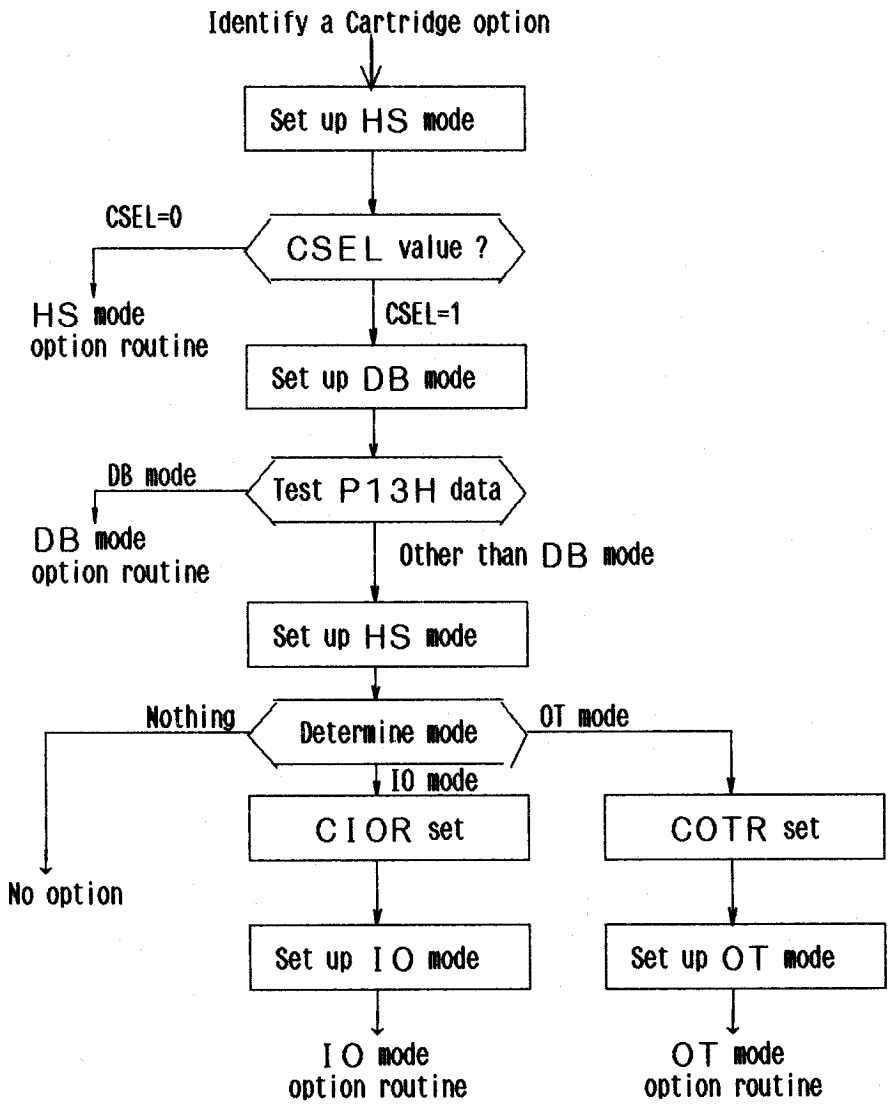 Identify a Cartridge option
Set up HS mode
CSEL=0
CSEL value ?
HS mode
option routine
CSEL=1
Set up DB mode
DB mode
Test P13H data
DB mode
option routine
Other than DB mode
Set up HS mode
Nothing
Determine mode
OT mode
IO mode
CIOR set
COTR set
No option
Set up IO mode
Set up OT mode
IO mode
option routine
OT mode
option routine